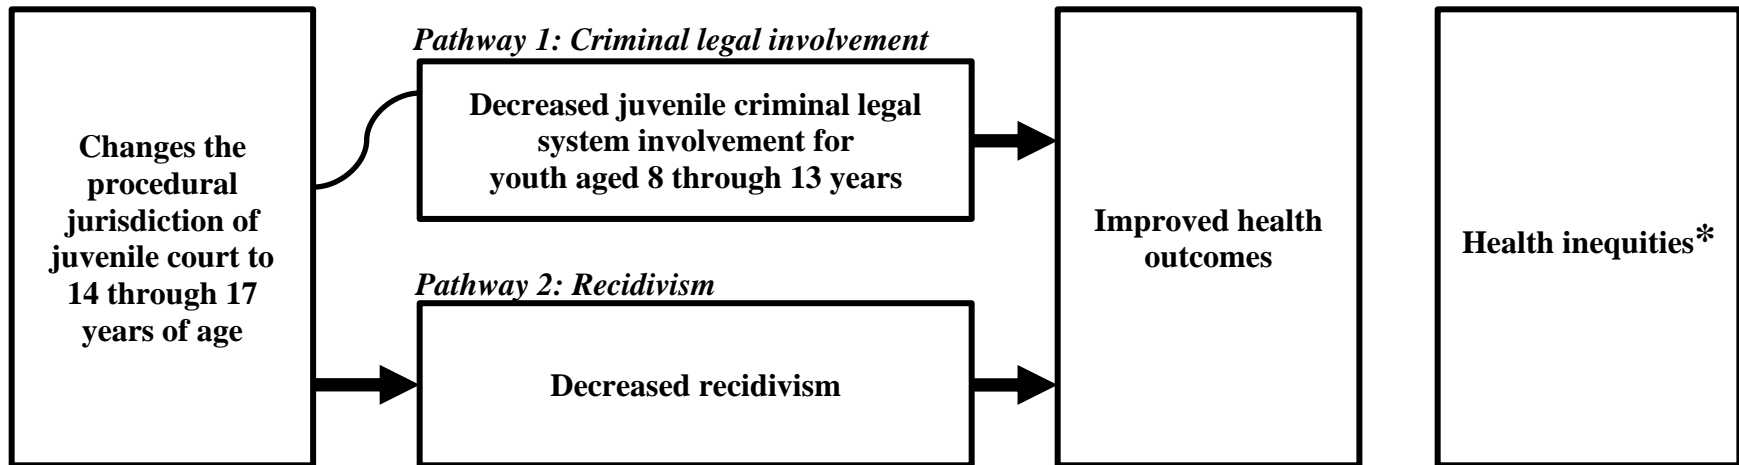 Changes the
procedural
jurisdiction of
juvenile court to
14 through 17
years of age
Pathway 1: Criminal legal involvement
Decreased juvenile criminal legal
system involvement for
youth aged 8 through 13 years
Pathway 2: Recidivism
Decreased recidivism
Improved health
outcomes
Health inequities*